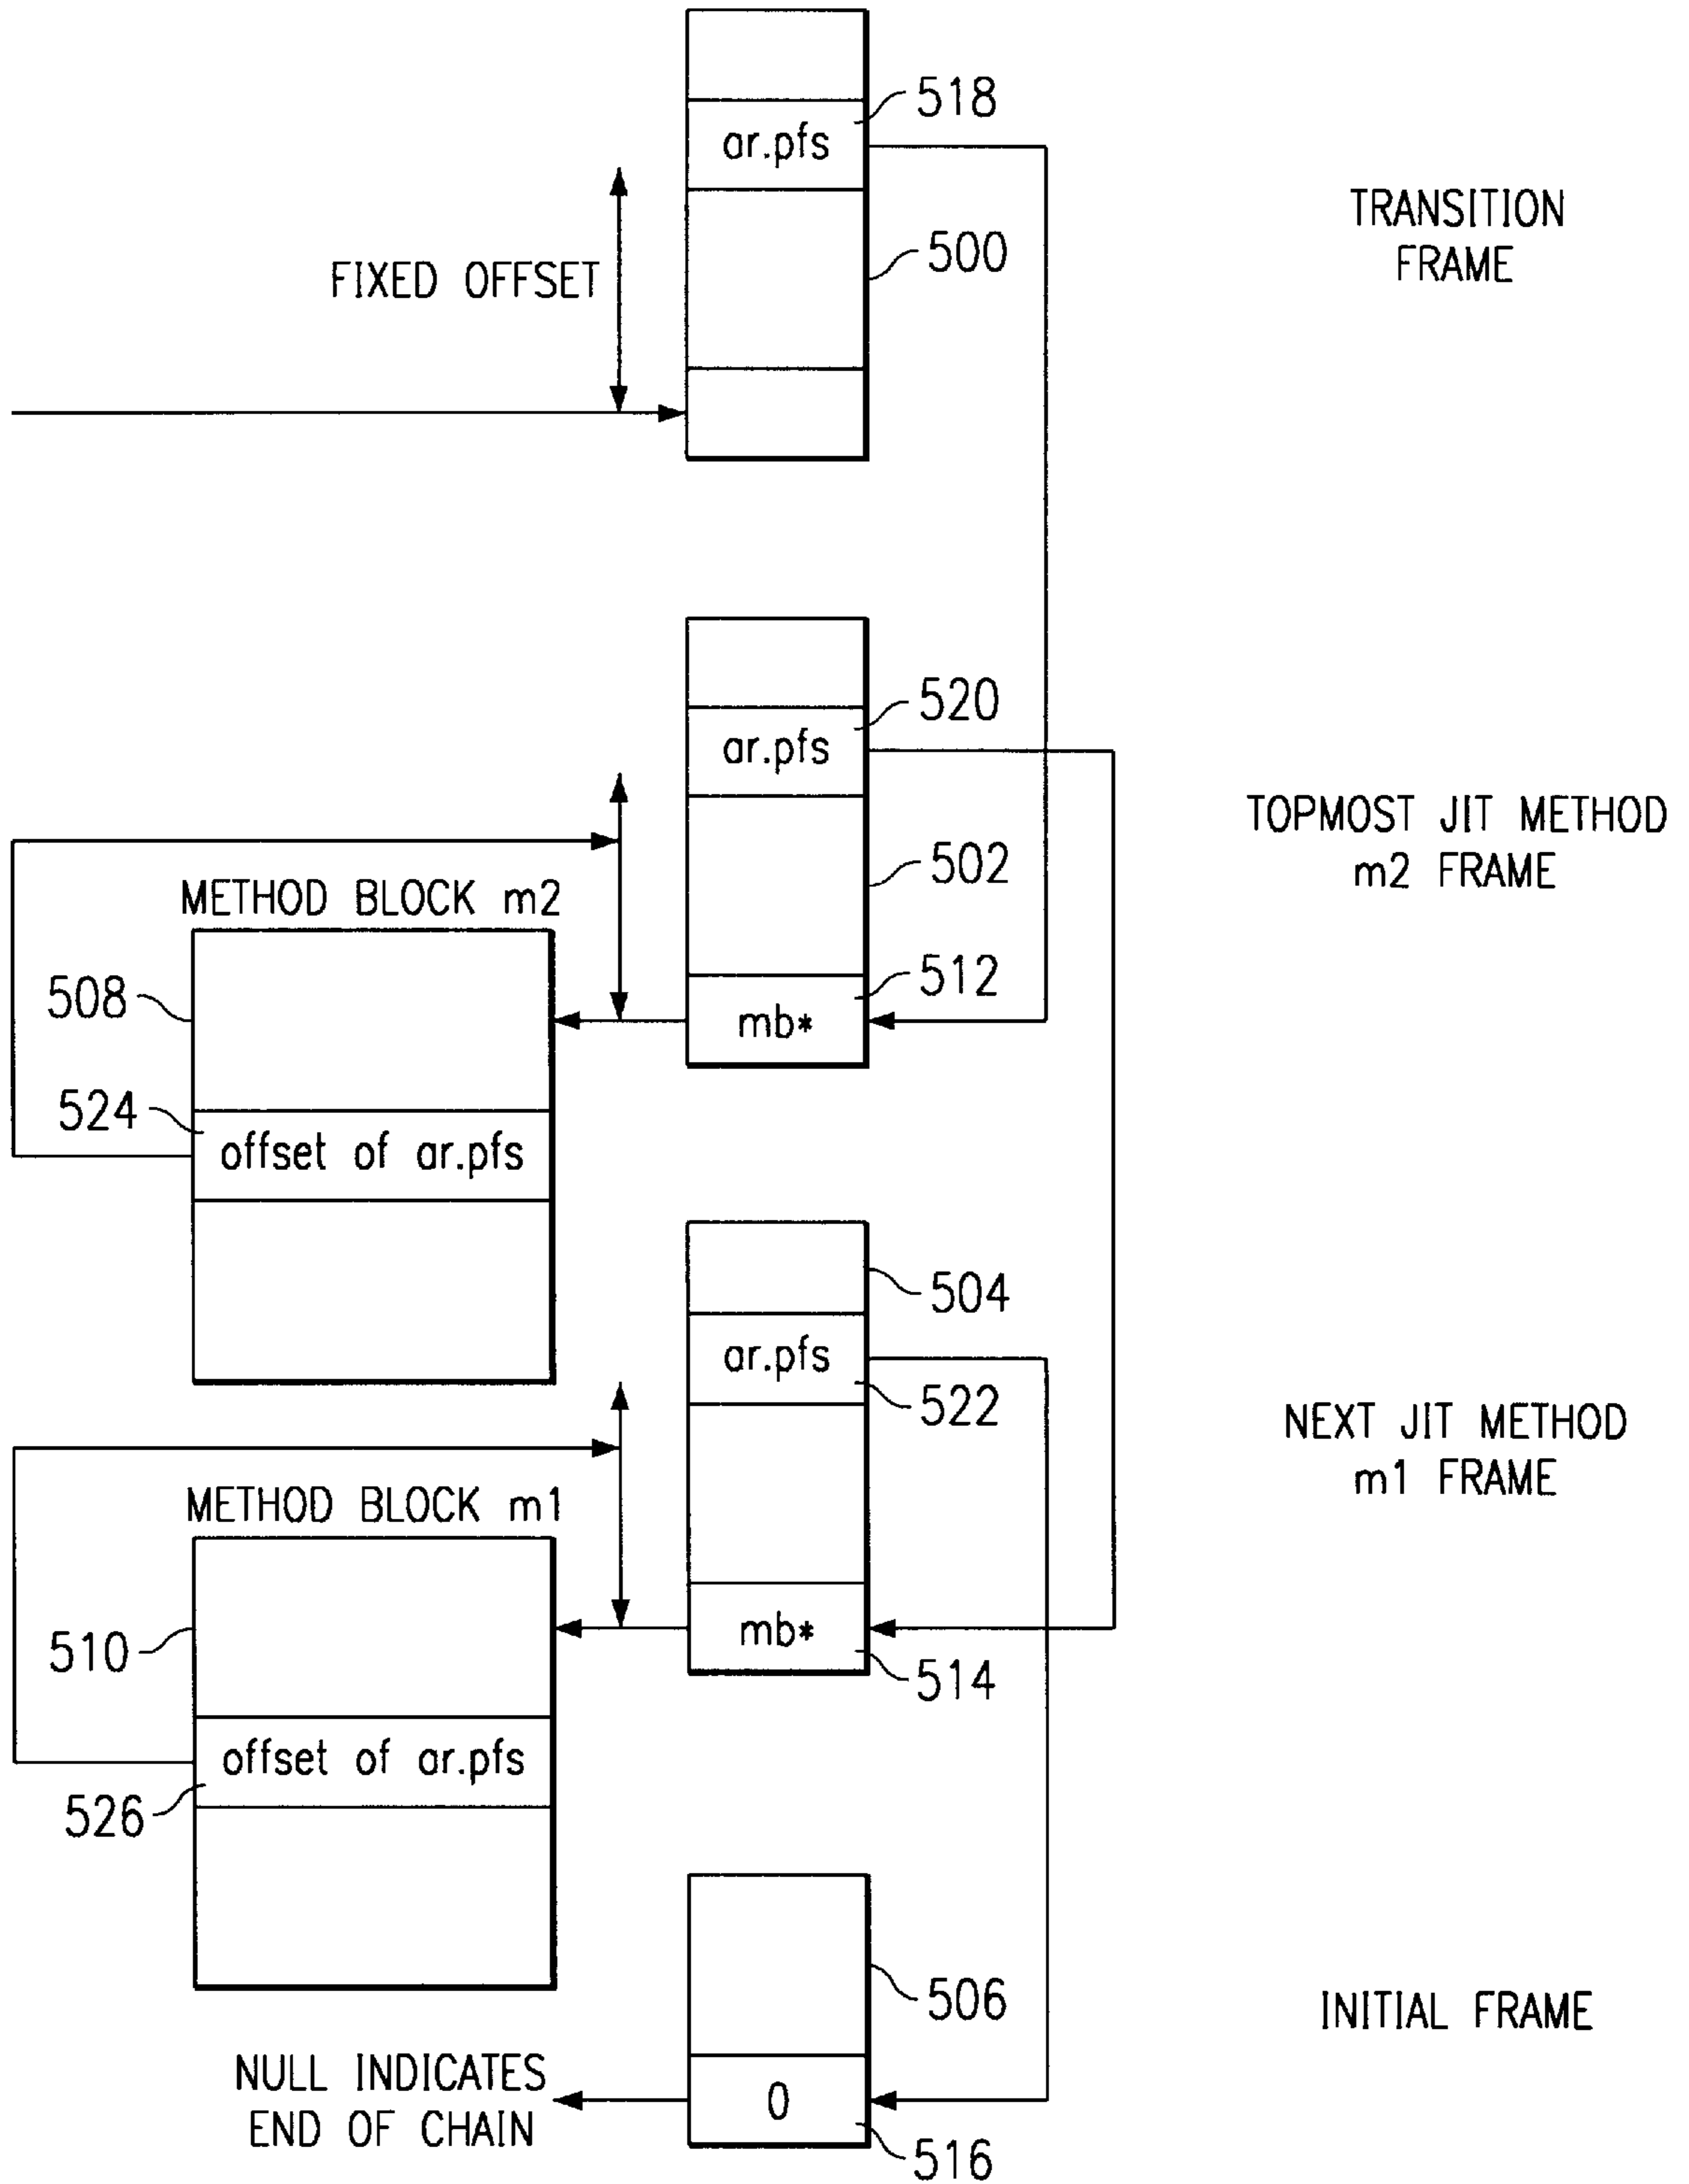 518
ar.pfs
TRANSITION
FRAME
500
FIXED OFFSET
520
ar.pfs
TOPMOST JIT METHOD
m2 FRAME
502
METHOD BLOCK m2
512
508
mb*
524
offset of ar.pfs
504
ar.pfs
522
NEXT JIT METHOD
m1 FRAME
METHOD BLOCK m1
510
mb*
514
offset of ar.pfs
526
506
INITIAL FRAME
NULL INDICATES
END OF CHAIN
0
516